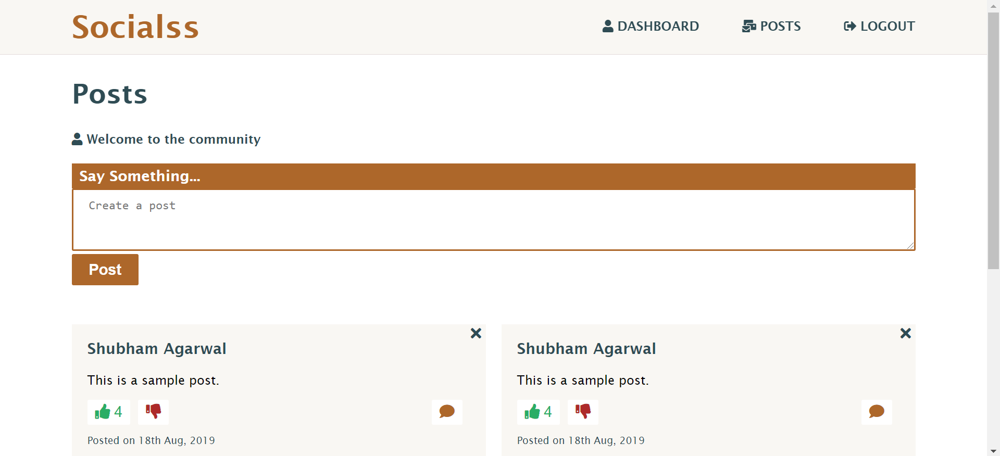 Socialss
DASHBOARD
POSTS
LOGOUT
Posts
Welcome to the community
Say Something...
Create a post
Post
Shubham Agarwal
This is a sample post.
4
Posted on 18th Aug, 2019
Shubham Agarwal
This is a sample post.
4
Posted on 18th Aug, 2019